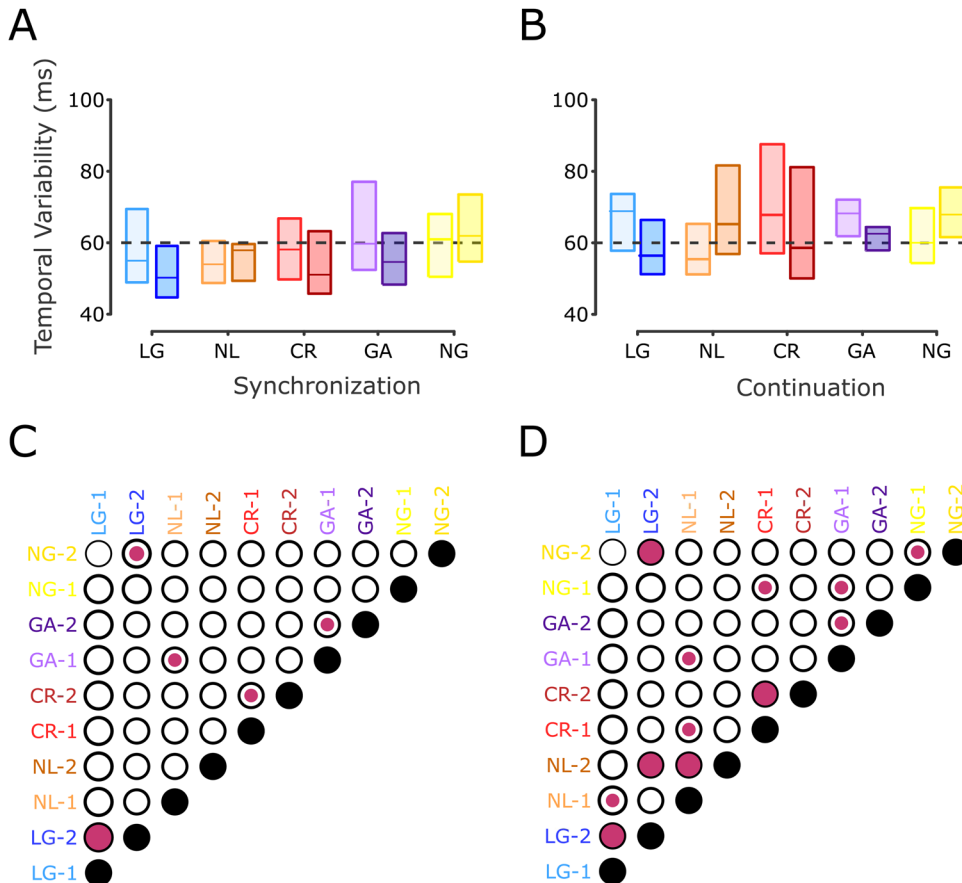 A
B
Temporal Variability (ms)
100
80
60
40
LG NL CR GA NG
Synchronization
100
80
60
40
LG NL CR GA NG
Continuation
C
D
LG-1 LG-2 NL-1 NL-2 CR-1 CR-2 GA-1 GA-2 NG-1 NG-2
NG-2
NG-1
GA-2
GA-1
CR-2
CR-1
NL-2
NL-1
LG-2
LG-1
LG-1 LG-2 NL-1 NL-2 CR-1 CR-2 GA-1 GA-2 NG-1 NG-2
NG-2
NG-1
GA-2
GA-1
CR-2
CR-1
NL-2
NL-1
LG-2
LG-1